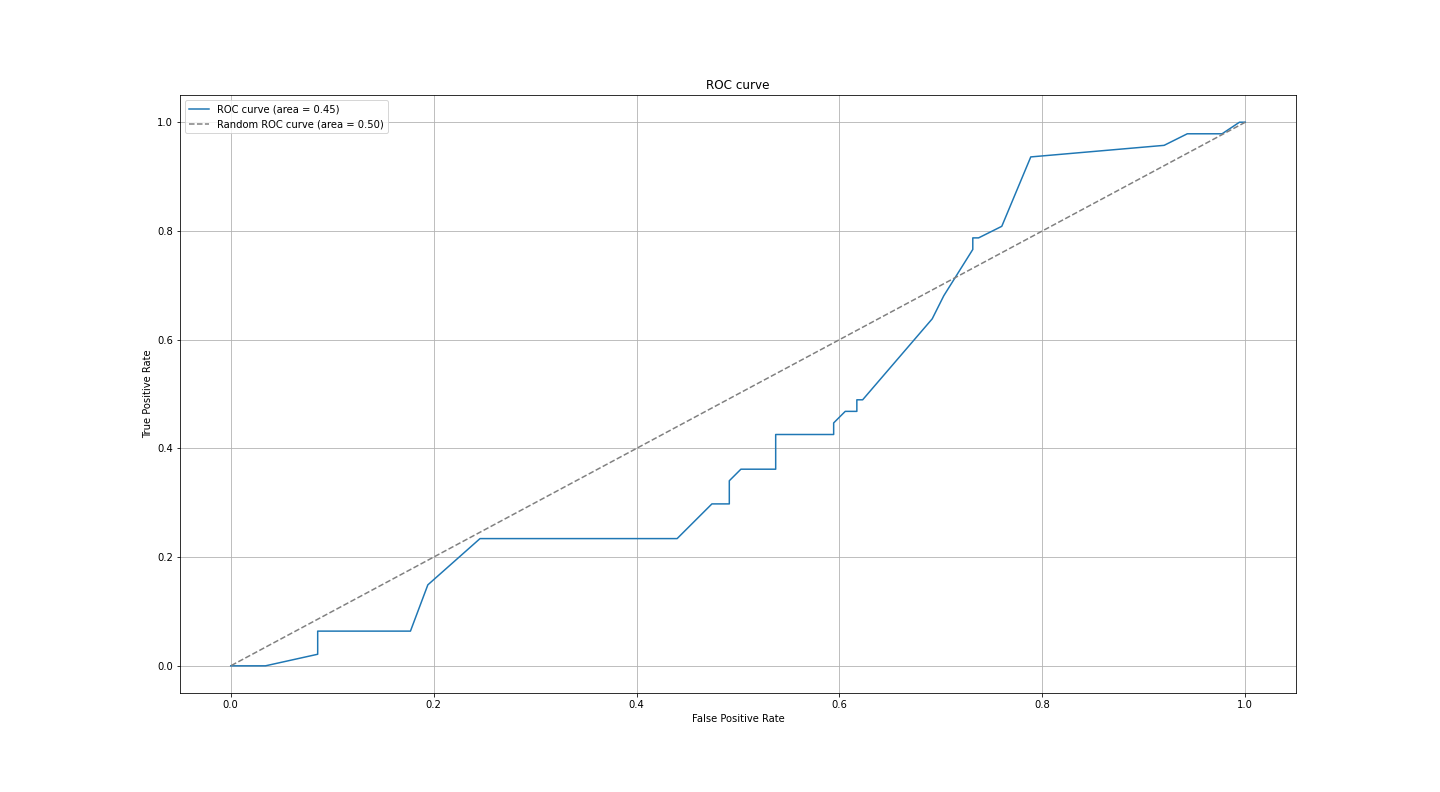 ROC curve
ROC curve (area = 0.45)
Random ROC curve (area = 0.50)
1.0
0.8
0.6
0.4
0.2
0.0
True Positive Rate
0.0 0.2 0.4 0.6 0.8 1.0
False Positive Rate